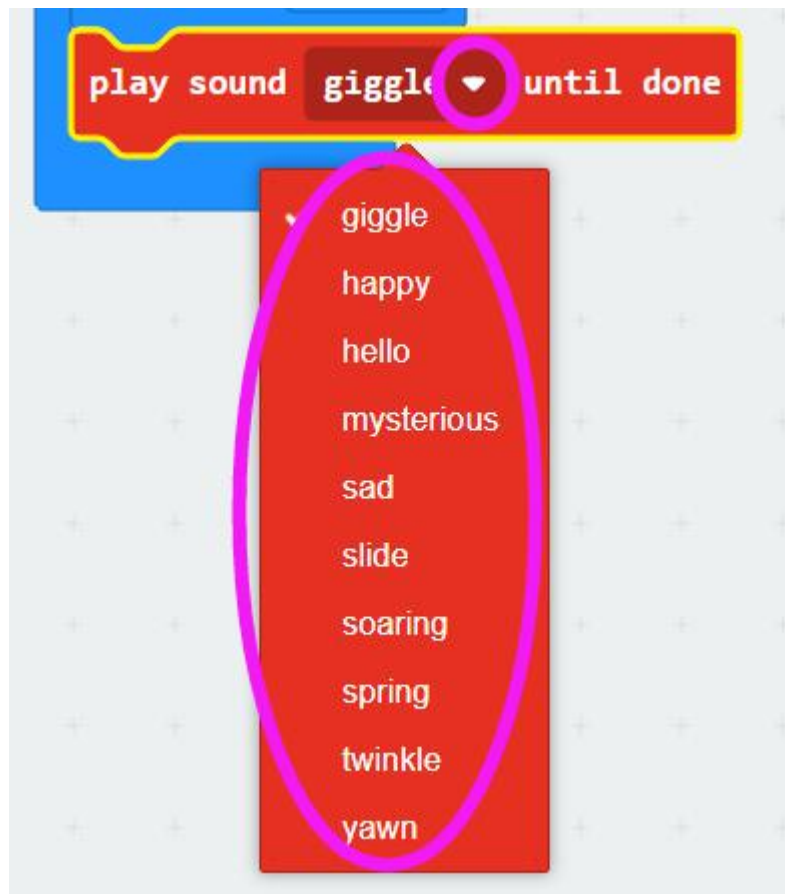 play sound giggle until done
giggle
happy
hello
mysterious
sad
slide
soaring
spring
twinkle
yawn